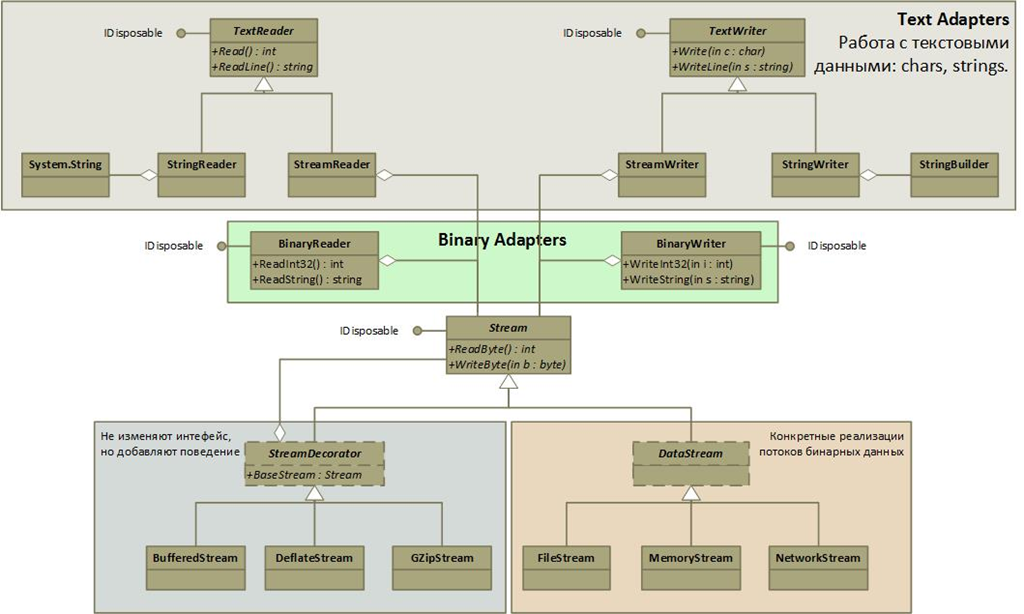 Text Adapters
Работа с текстовыми
данными: chars, strings.
IDisposable
TextReader
+Read() : int
+ReadLine() : string
IDisposable
TextWriter
+Write(in c : char)
+WriteLine(in s : string)
System.String
StringReader
StreamReader
StreamWriter
StringWriter
StringBuilder
Binary Adapters
IDisposable
BinaryReader
+ReadInt32() : int
+ReadString() : string
BinaryWriter
+WriteInt32(in i : int)
+WriteString(in s : string)
IDisposable
IDisposable
Stream
+ReadByte() : int
+WriteByte(in b : byte)
Не изменяют интефейс,
но добавляют поведение
StreamDecorator
+BaseStream : Stream
BufferedStream
DeflateStream
GZipStream
Конкретные реализации
потоков бинарных данных
DataStream
FileStream
MemoryStream
NetworkStream